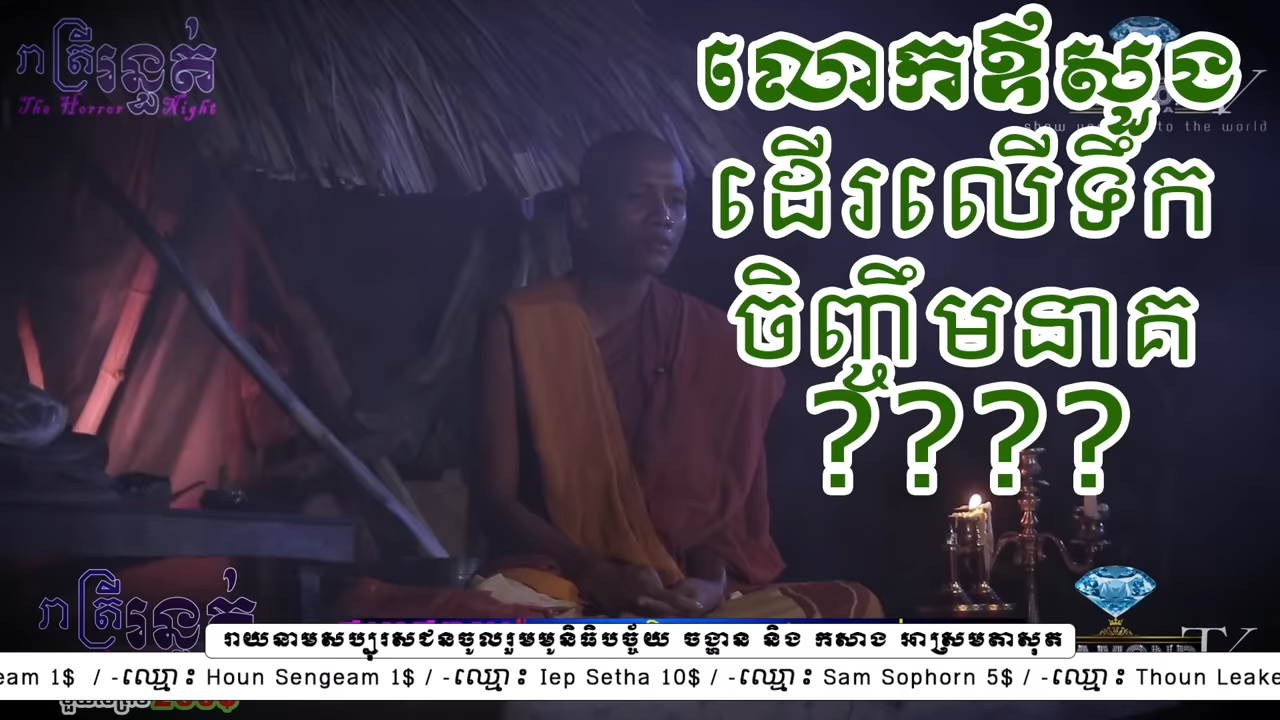 រាត្រីរន្ធត់
The Horror Night
លោកឪសួង
ដើរលើទឹក
ចិញ្ចឹមនាគ
????
to the world
រាត្រីរន្ធត់
រាយនាមសប្បុរសជនចូលរួមមូនិធិបច្ច័យ ចង្ហាន និង កសាង អាស្រមតាសុត
eam 1$ / -ឈ្មោះ Houn Sengeam 1$ / -ឈ្មោះ Iep Setha 10$ / -ឈ្មោះ Sam Sophorn 5$ / -ឈ្មោះ Thoun Leake